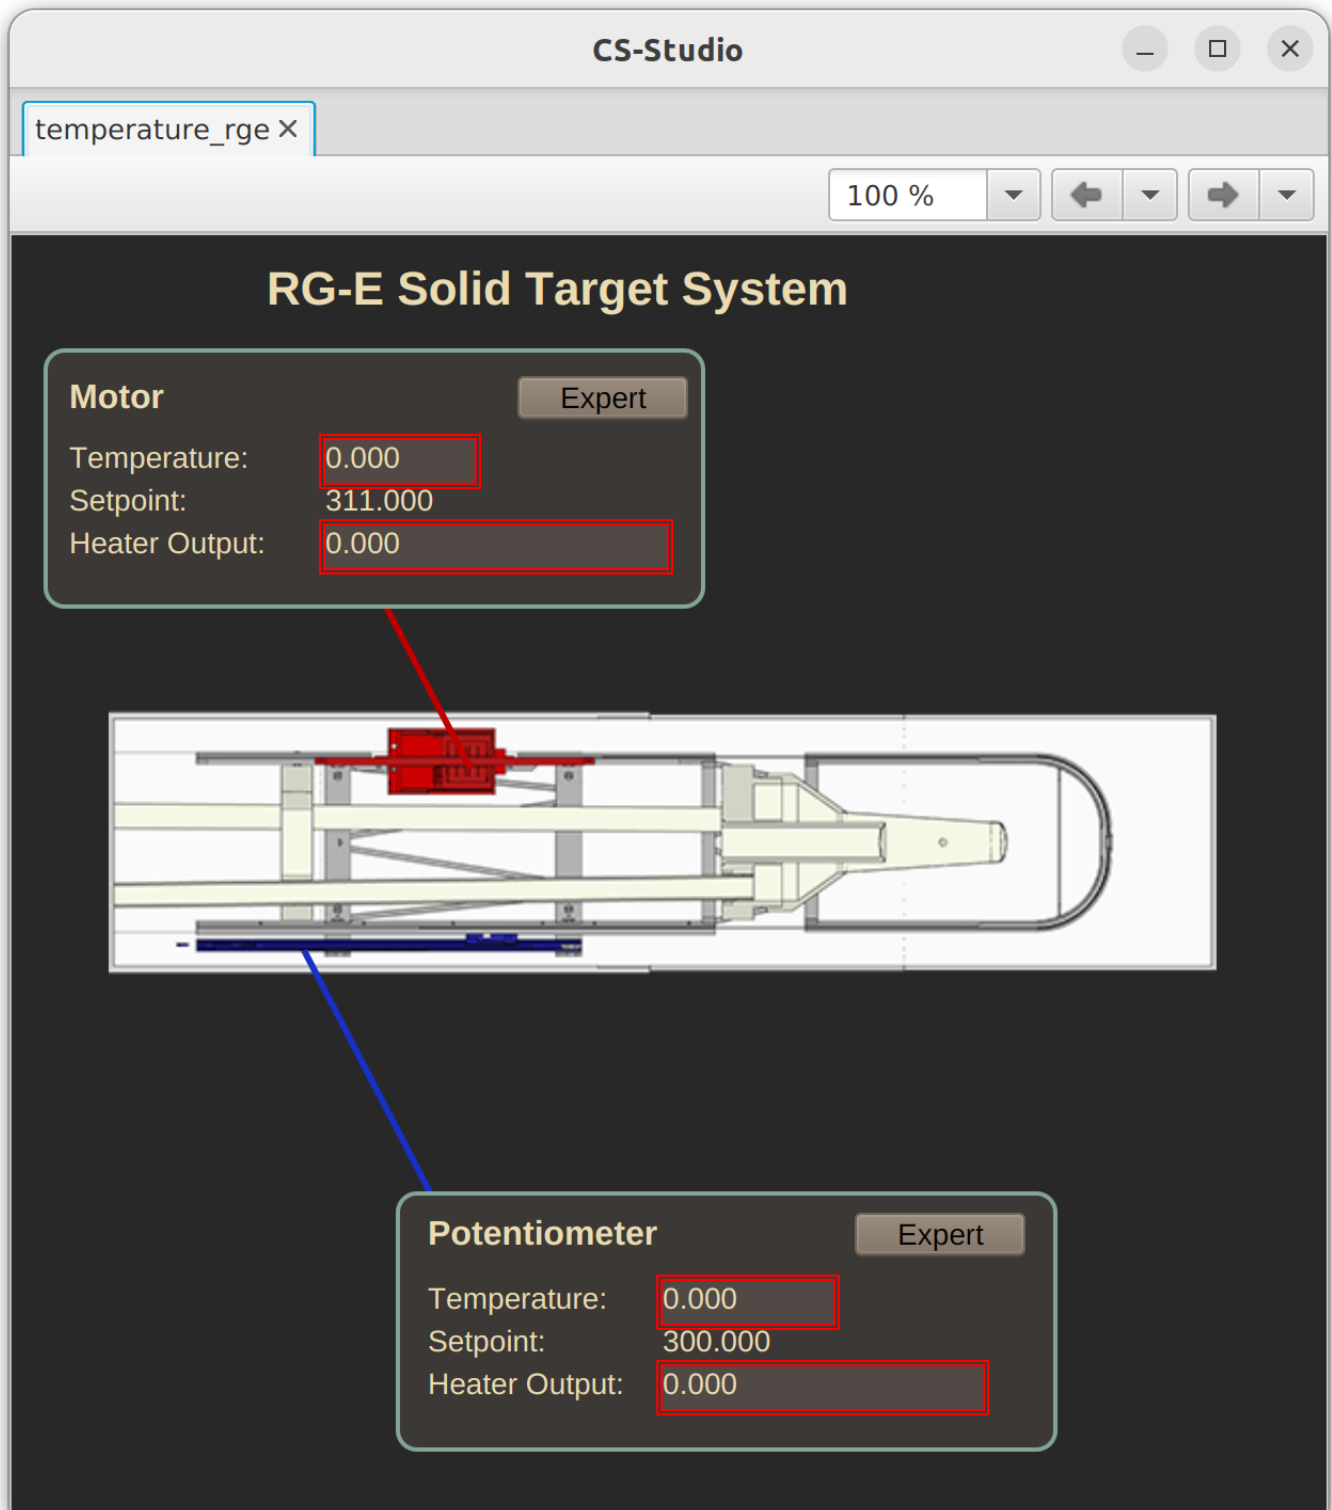 CS-Studio
temperature_rge
100 %
RG-E Solid Target System
Motor
Expert
Temperature: 0.000
Setpoint: 311.000
Heater Output: 0.000
Potentiometer
Expert
Temperature: 0.000
Setpoint: 300.000
Heater Output: 0.000